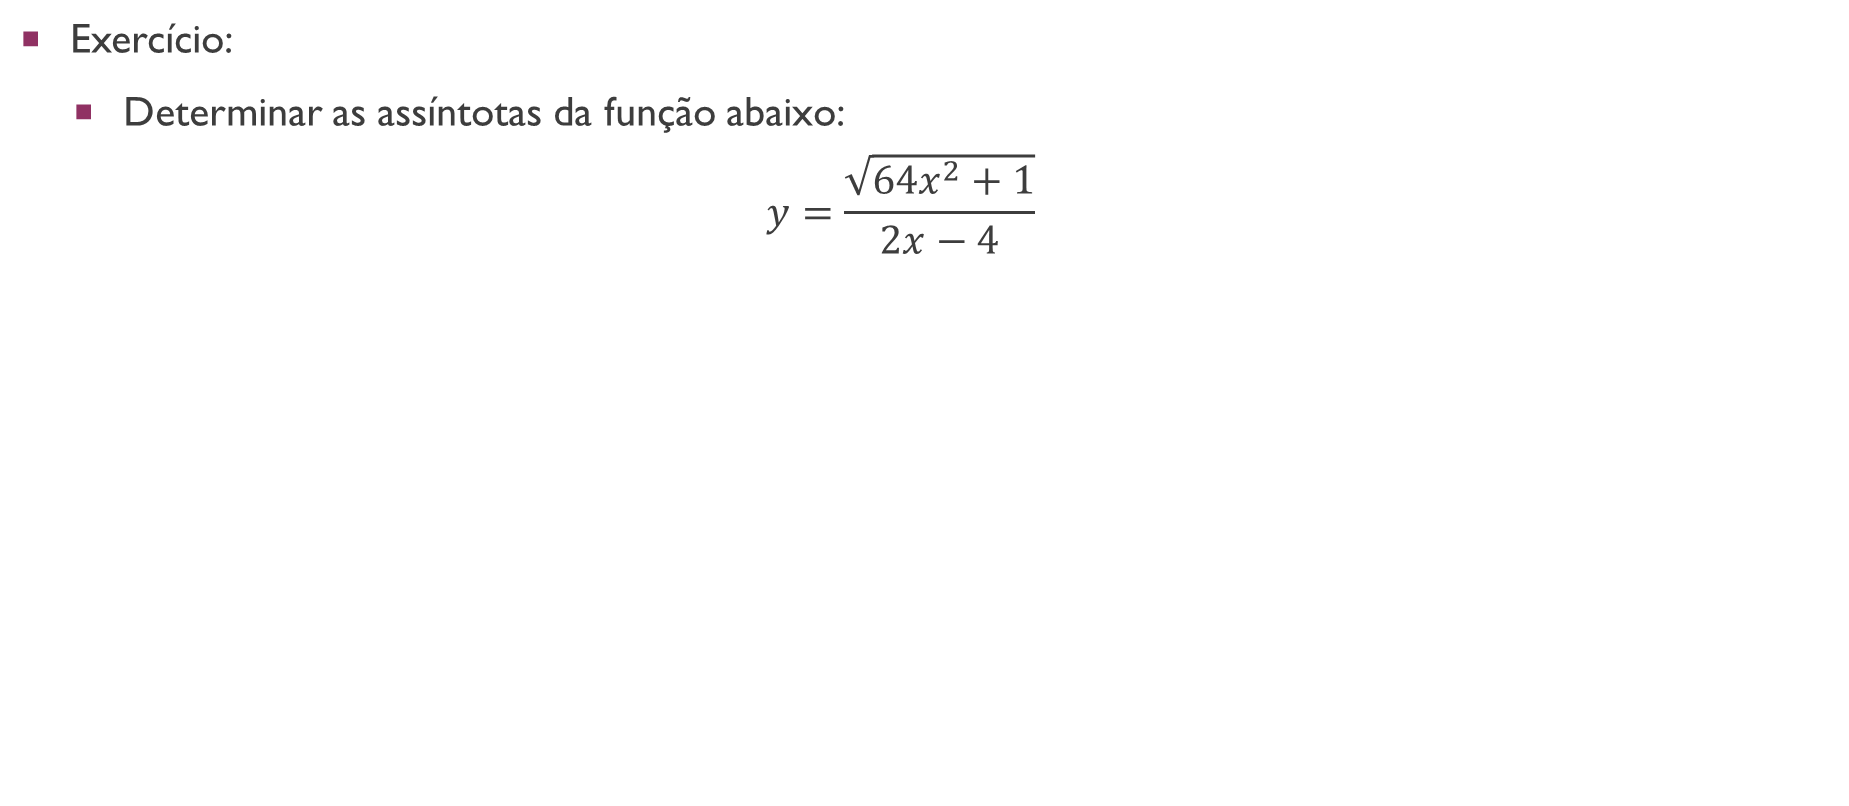 ▪ Exercício:
▪ Determinar as assíntotas da função abaixo:
y = √(64x² + 1) / (2x − 4)